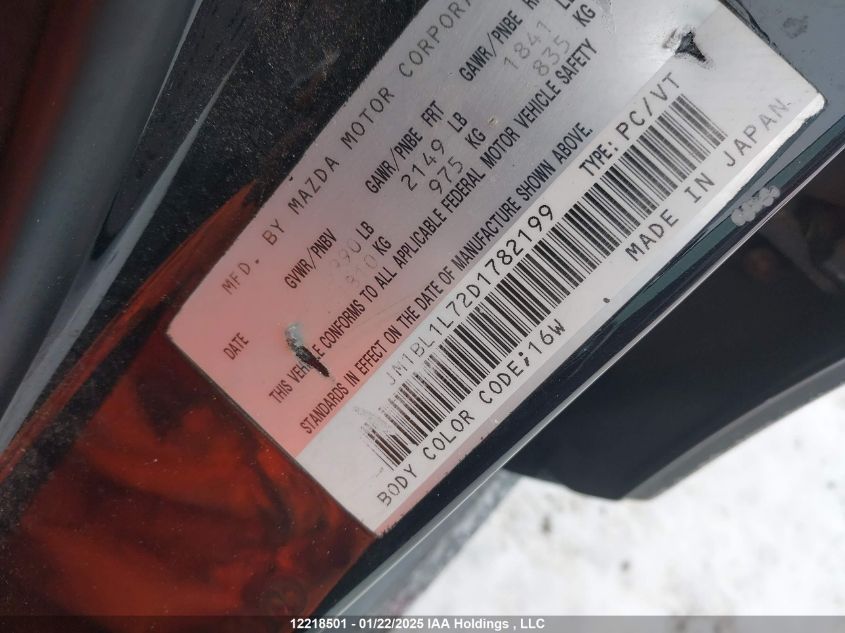 MFD. BY MAZDA MOTOR CORPORA
DATE GVWR/PNBV GAWR/PNBE FRT GAWR/PNBE
LB 2149 LB 1841
KG 975 KG 835 KG
THIS VEHICLE CONFORMS TO ALL APPLICABLE FEDERAL MOTOR VEHICLE SAFETY
STANDARDS IN EFFECT ON THE DATE OF MANUFACTURE SHOWN ABOVE.
JM1BL1L72D1782199 TYPE: PC/VT
BODY COLOR CODE;16W MADE IN JAPAN
12218501 - 01/22/2025 IAA Holdings , LLC